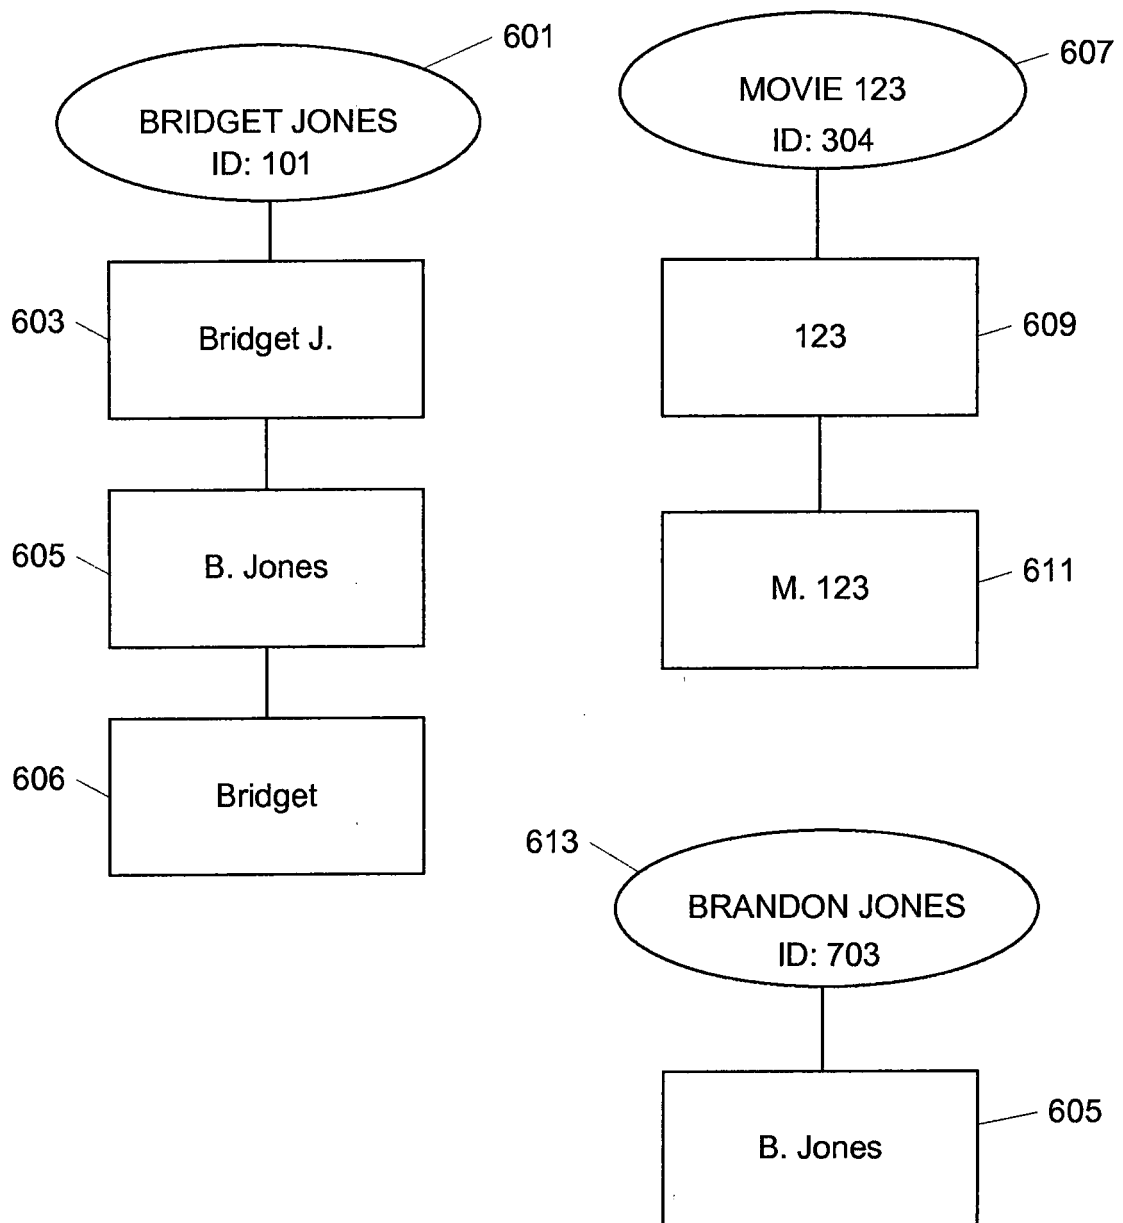 601
BRIDGET JONES
ID: 101
603
Bridget J.
605
B. Jones
606
Bridget
607
MOVIE 123
ID: 304
123
609
M. 123
611
613
BRANDON JONES
ID: 703
605
B. Jones